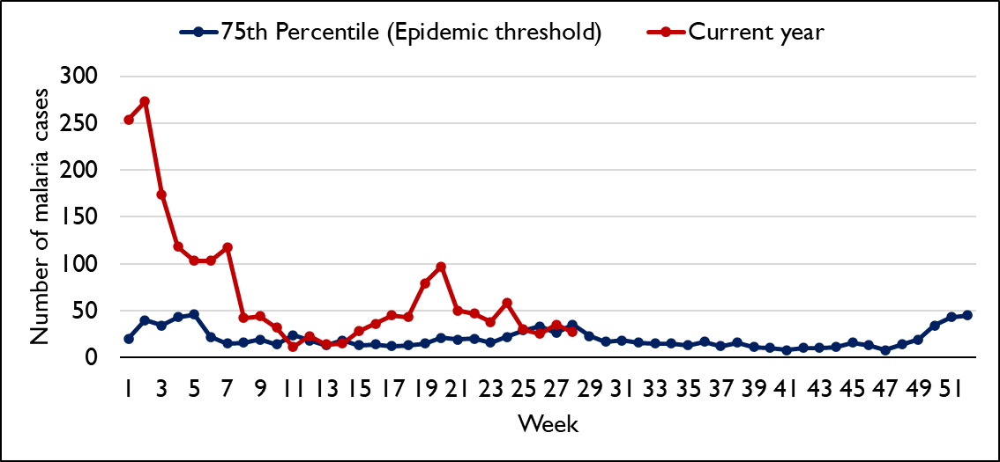 75th Percentile (Epidemic threshold) Current year
300
250
200
150
100
50
0
Number of malaria cases
1 3 5 7 9 11 13 15 17 19 21 23 25 27 29 31 33 35 37 39 41 43 45 47 49 51
Week